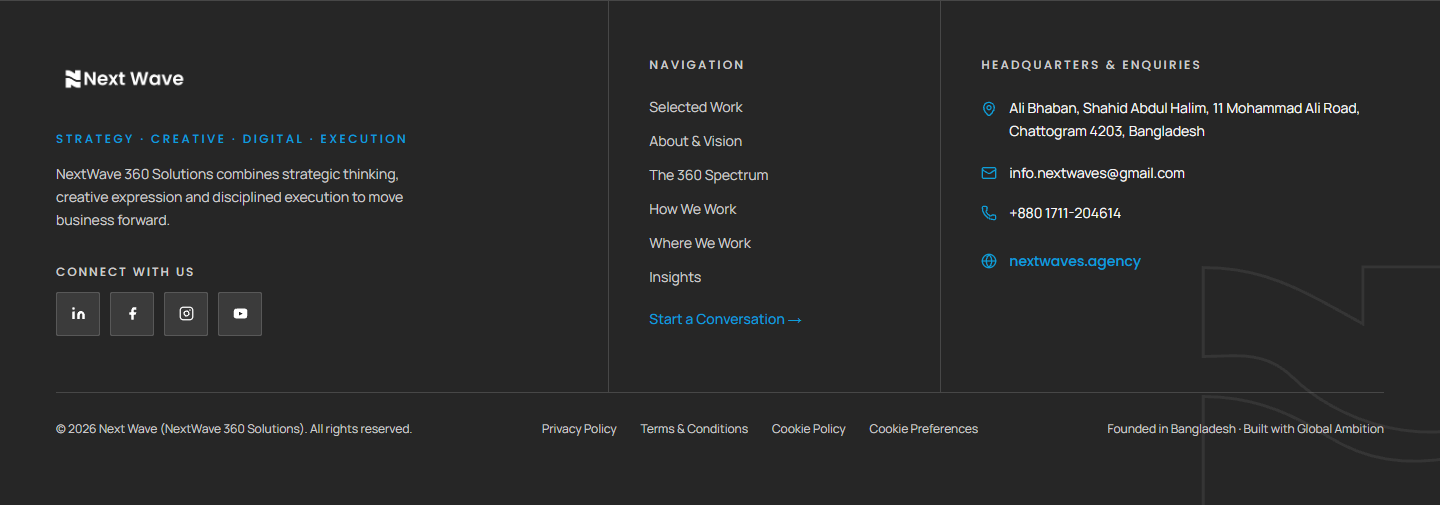 Next Wave
STRATEGY · CREATIVE · DIGITAL · EXECUTION
NextWave 360 Solutions combines strategic thinking,
creative expression and disciplined execution to move
business forward.
CONNECT WITH US
NAVIGATION
Selected Work
About & Vision
The 360 Spectrum
How We Work
Where We Work
Insights
Start a Conversation →
HEADQUARTERS & ENQUIRIES
Ali Bhaban, Shahid Abdul Halim, 11 Mohammad Ali Road,
Chattogram 4203, Bangladesh
info.nextwaves@gmail.com
+880 1711-204614
nextwaves.agency
© 2026 Next Wave (NextWave 360 Solutions). All rights reserved.
Privacy Policy Terms & Conditions Cookie Policy Cookie Preferences
Founded in Bangladesh · Built with Global Ambition